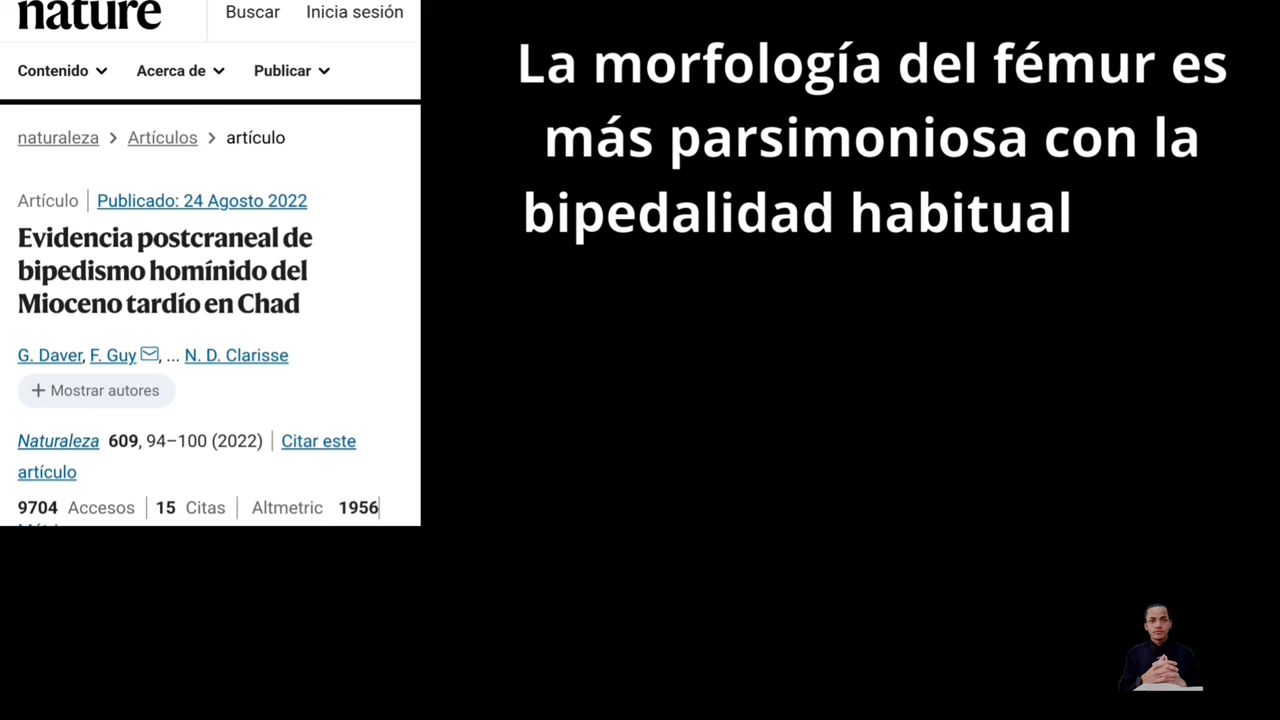 nature
Buscar Inicia sesión
Contenido Acerca de Publicar
naturaleza > Artículos > artículo
Artículo | Publicado: 24 Agosto 2022
Evidencia postcraneal de
bipedismo homínido del
Mioceno tardío en Chad
G. Daver, F. Guy, ... N. D. Clarisse
+ Mostrar autores
Naturaleza 609, 94–100 (2022) | Citar este
artículo
9704 Accesos | 15 Citas | Altmetric 1956
La morfología del fémur es
más parsimoniosa con la
bipedalidad habitual